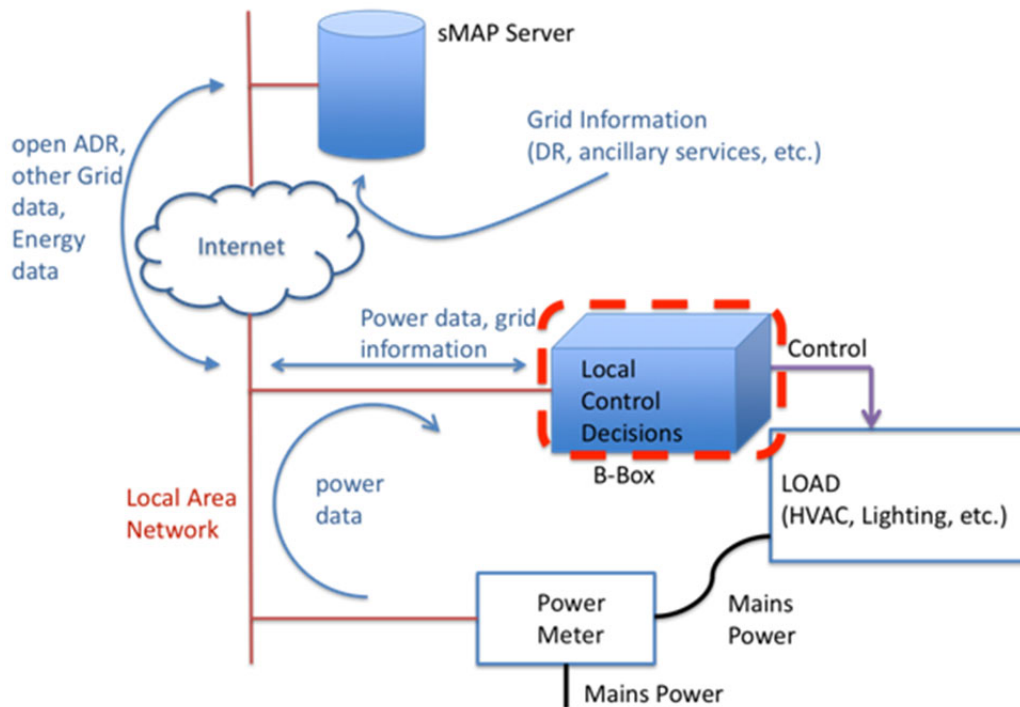 sMAP Server
Grid Information
(DR, ancillary services, etc.)
open ADR,
other Grid
data,
Energy
data
Internet
Power data, grid
information
Local
Control
Decisions
B-Box
Control
LOAD
(HVAC, Lighting, etc.)
power
data
Local Area
Network
Power
Meter
Mains
Power
Mains Power